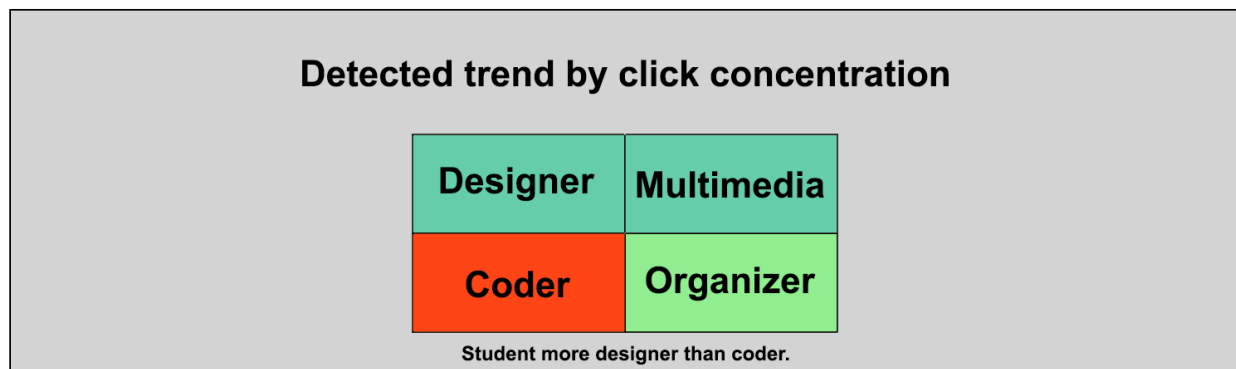 Detected trend by click concentration
Designer Multimedia
Coder Organizer
Student more designer than coder.